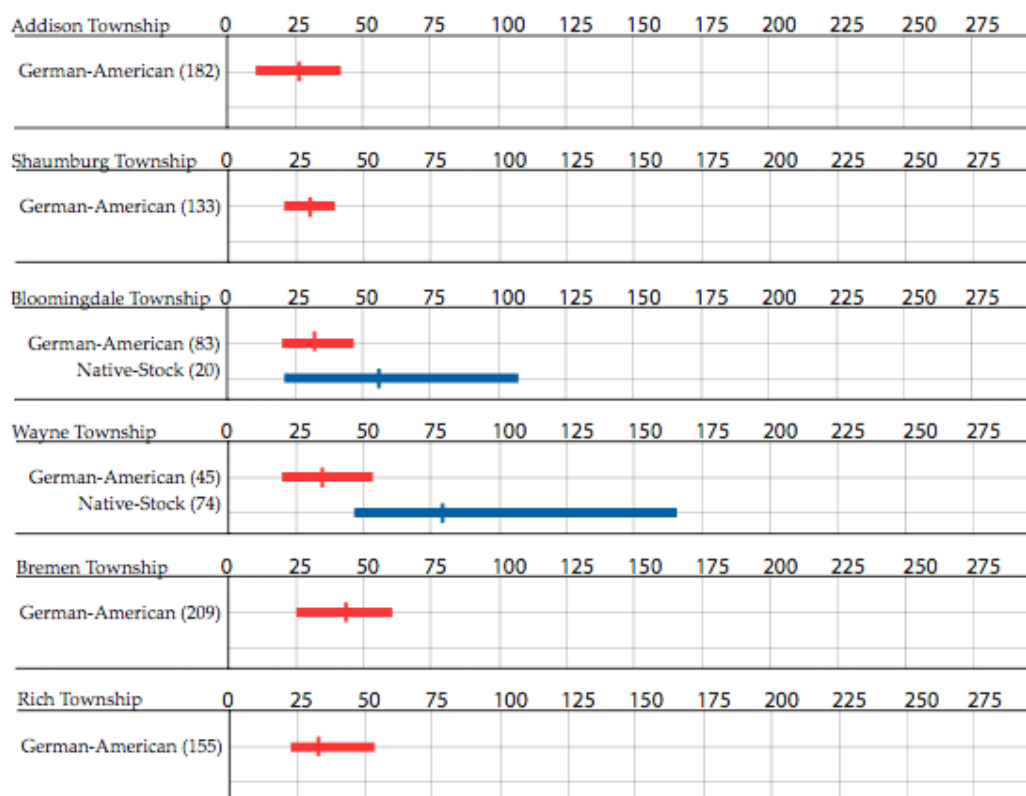 Addison Township 0 25 50 75 100 125 150 175 200 225 250 275
German-American (182)
Shaumburg Township 0 25 50 75 100 125 150 175 200 225 250 275
German-American (133)
Bloomingdale Township 0 25 50 75 100 125 150 175 200 225 250 275
German-American (83)
Native-Stock (20)
Wayne Township 0 25 50 75 100 125 150 175 200 225 250 275
German-American (45)
Native-Stock (74)
Bremen Township 0 25 50 75 100 125 150 175 200 225 250 275
German-American (209)
Rich Township 0 25 50 75 100 125 150 175 200 225 250 275
German-American (155)